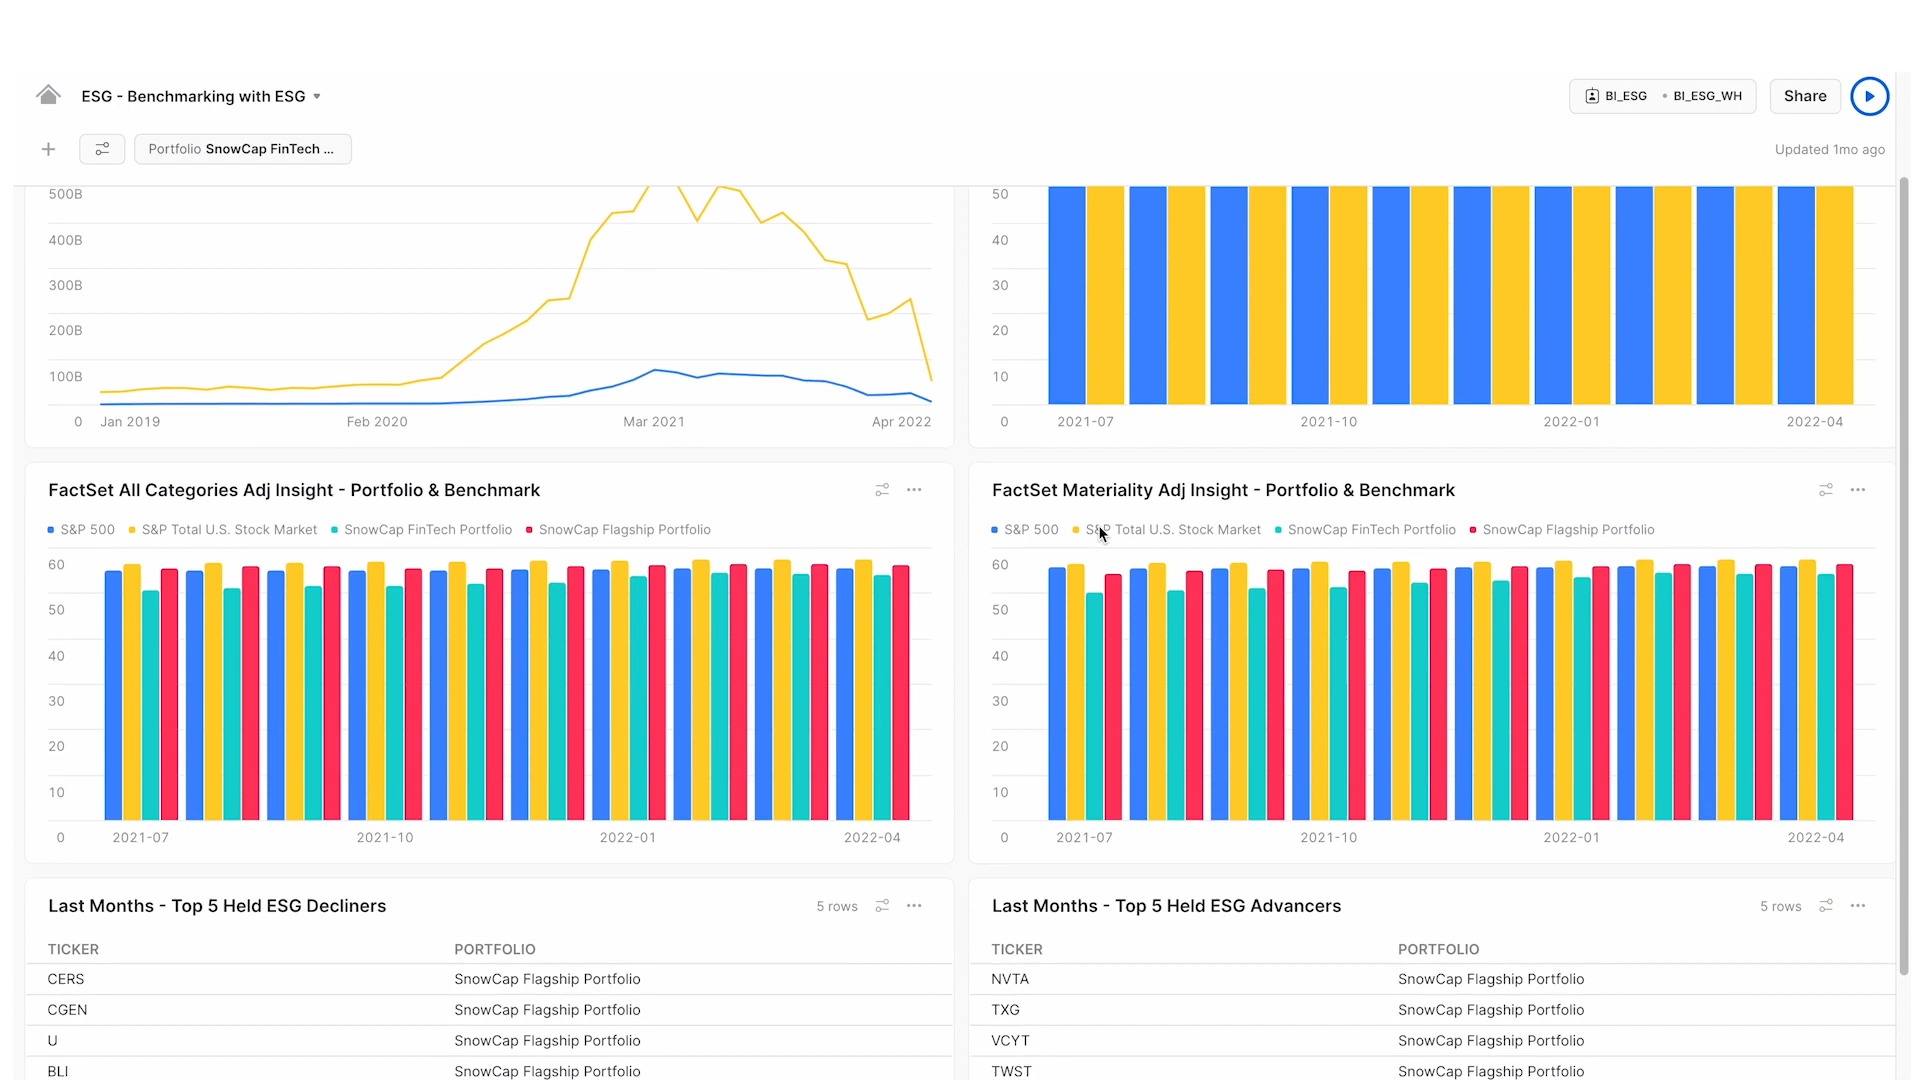 ESG - Benchmarking with ESG
BI_ESG • BI_ESG_WH
Share
Portfolio SnowCap FinTech ...
Updated 1mo ago
500B
400B
300B
200B
100B
0
Jan 2019 Feb 2020 Mar 2021 Apr 2022
50
40
30
20
10
0
2021-07 2021-10 2022-01 2022-04
FactSet All Categories Adj Insight - Portfolio & Benchmark
S&P 500 S&P Total U.S. Stock Market SnowCap FinTech Portfolio SnowCap Flagship Portfolio
60
50
40
30
20
10
0
2021-07 2021-10 2022-01 2022-04
FactSet Materiality Adj Insight - Portfolio & Benchmark
S&P 500 S&P Total U.S. Stock Market SnowCap FinTech Portfolio SnowCap Flagship Portfolio
60
50
40
30
20
10
0
2021-07 2021-10 2022-01 2022-04
Last Months - Top 5 Held ESG Decliners
5 rows
TICKER PORTFOLIO
CERS SnowCap Flagship Portfolio
CGEN SnowCap Flagship Portfolio
U SnowCap Flagship Portfolio
BLI SnowCap Flagship Portfolio
Last Months - Top 5 Held ESG Advancers
5 rows
TICKER PORTFOLIO
NVTA SnowCap Flagship Portfolio
TXG SnowCap Flagship Portfolio
VCYT SnowCap Flagship Portfolio
TWST SnowCap Flagship Portfolio